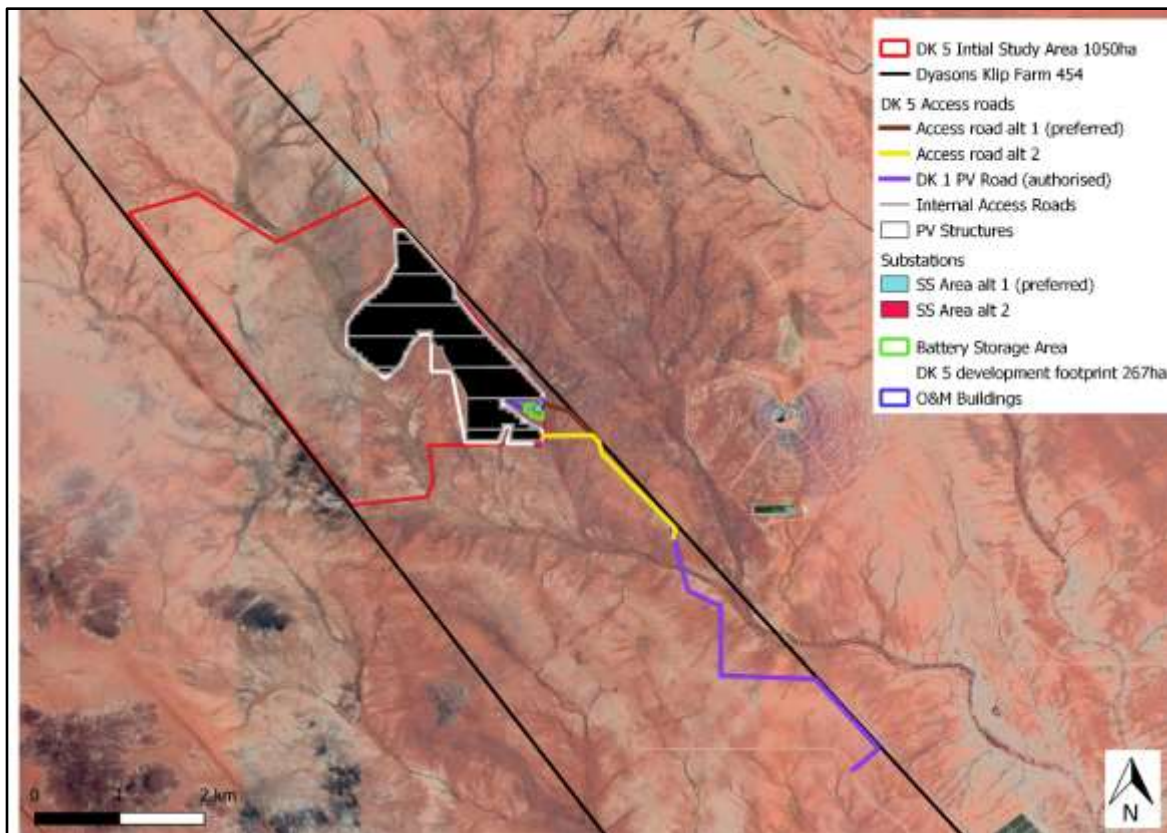 DK 5 Intial Study Area 1050ha
Dyasons Klip Farm 454
DK 5 Access roads
Access road alt 1 (preferred)
Access road alt 2
DK 1 PV Road (authorised)
Internal Access Roads
PV Structures
Substations
SS Area alt 1 (preferred)
SS Area alt 2
Battery Storage Area
DK 5 development footprint 267ha
O&M Buildings
0 1 2 km
N